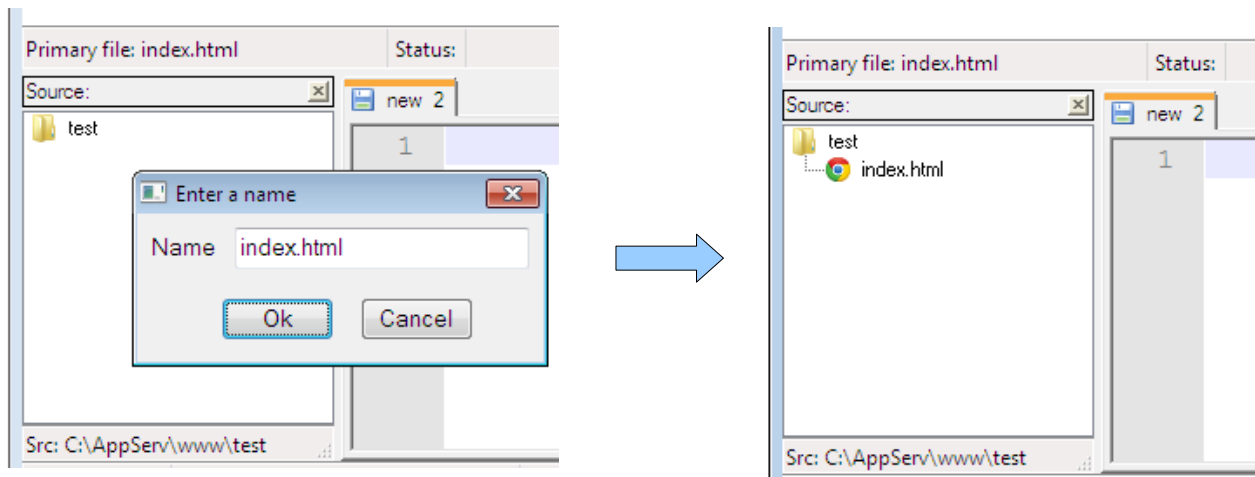 Primary file: index.html Status:
Source:
new 2
test
1
Enter a name
Name index.html
Ok Cancel
Src: C:\AppServ\www\test
Primary file: index.html Status:
Source:
new 2
test
1
index.html
Src: C:\AppServ\www\test